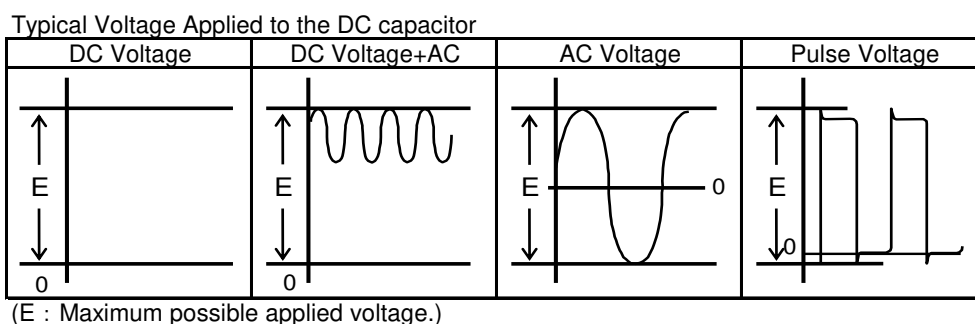 Typical Voltage Applied to the DC capacitor
DC Voltage DC Voltage+AC AC Voltage Pulse Voltage
E E E 0 E
0
0 0
(E：Maximum possible applied voltage.)